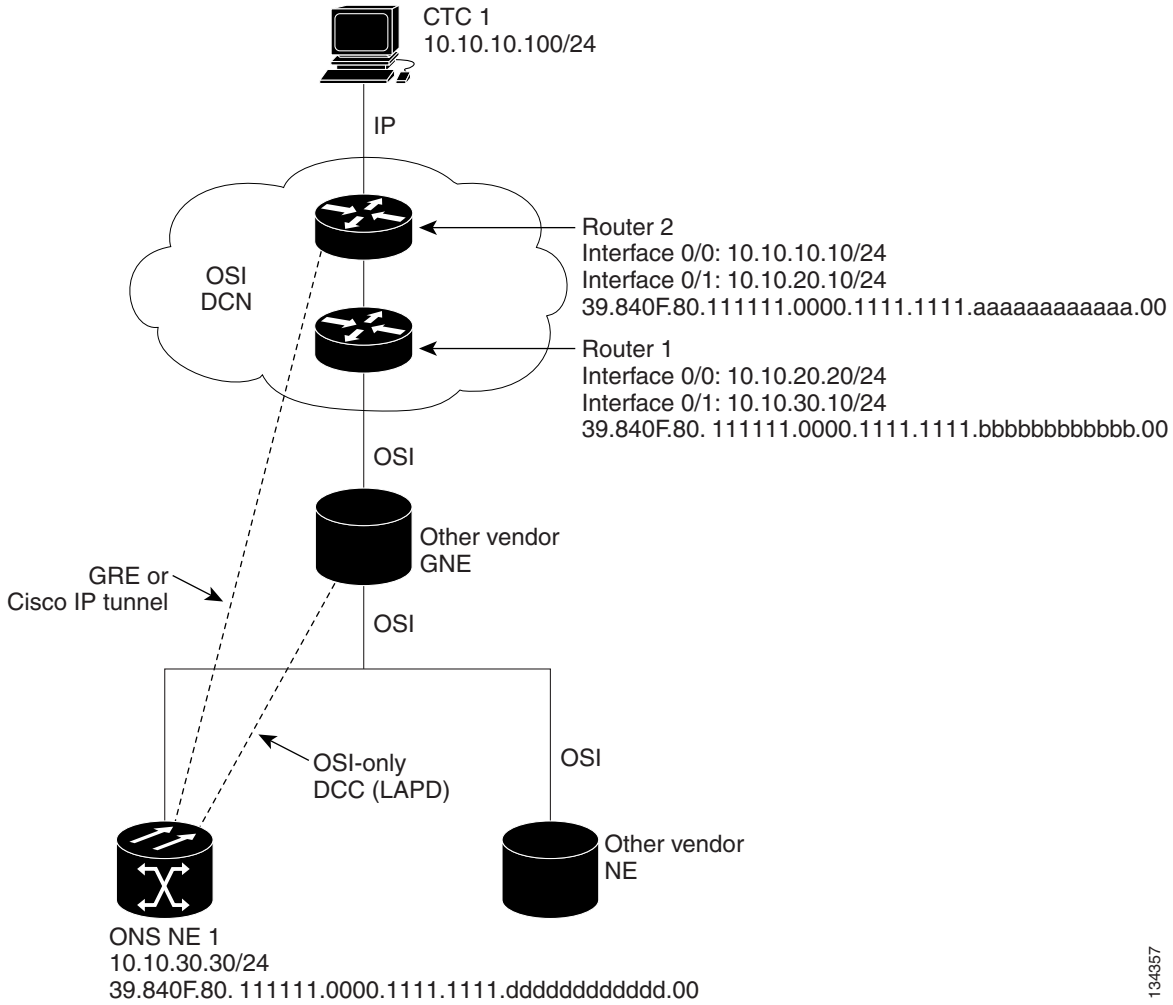 CTC 1
10.10.10.100/24
IP
Router 2
Interface 0/0: 10.10.10.10/24
Interface 0/1: 10.10.20.10/24
39.840F.80.111111.0000.1111.1111.aaaaaaaaaaaa.00
OSI
DCN
Router 1
Interface 0/0: 10.10.20.20/24
Interface 0/1: 10.10.30.10/24
39.840F.80. 111111.0000.1111.1111.bbbbbbbbbbbb.00
OSI
Other vendor
GNE
GRE or
Cisco IP tunnel
OSI
OSI-only
DCC (LAPD)
OSI
Other vendor
NE
ONS NE 1
10.10.30.30/24
39.840F.80. 111111.0000.1111.1111.dddddddddddd.00
134357